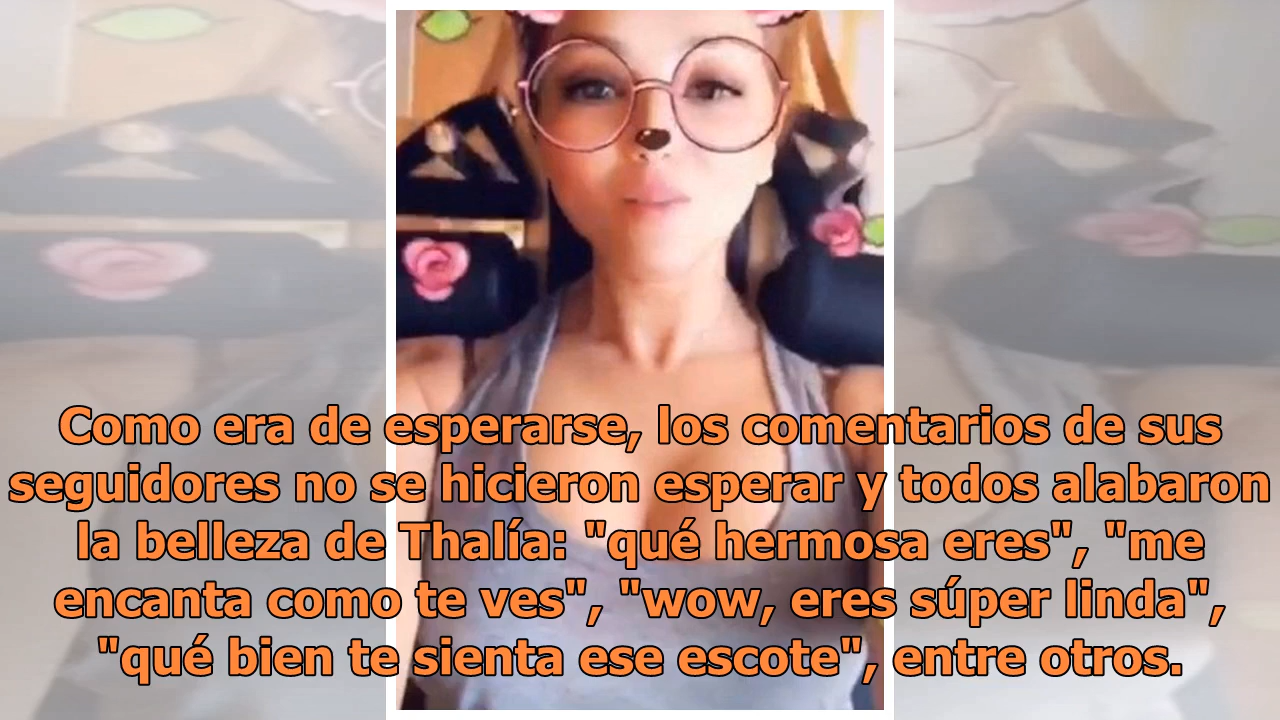 Como era de esperarse, los comentarios de sus
seguidores no se hicieron esperar y todos alabaron
la belleza de Thalía: "qué hermosa eres", "me
encanta como te ves", "wow, eres súper linda",
"qué bien te sienta ese escote", entre otros.